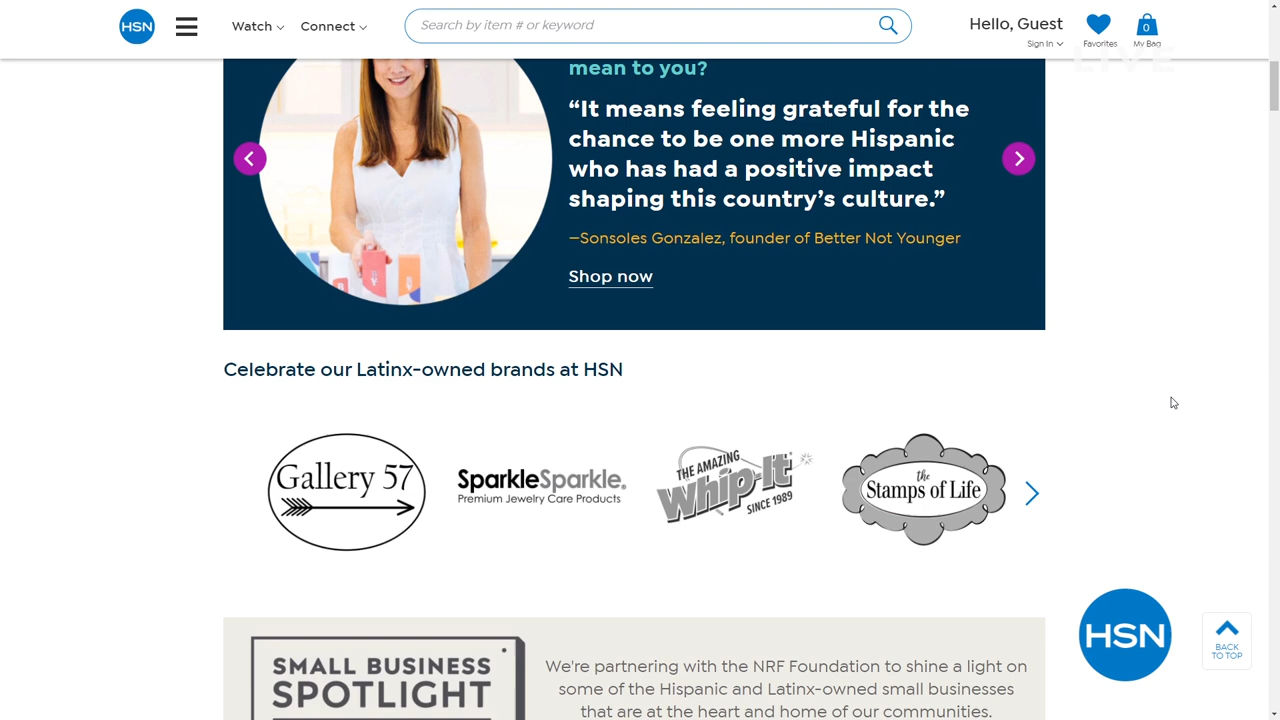 HSN
Watch
Connect
Search by item # or keyword
Hello, Guest
Sign In
Favorites
0
My Bag
LIVE
mean to you?
“It means feeling grateful for the
chance to be one more Hispanic
who has had a positive impact
shaping this country’s culture.”
–Sonsoles Gonzalez, founder of Better Not Younger
Shop now
Celebrate our Latinx-owned brands at HSN
Gallery 57
SparkleSparkle®
Premium Jewelry Care Products
THE AMAZING
Whip-It
SINCE 1989
the
Stamps of Life
SMALL BUSINESS
SPOTLIGHT
We're partnering with the NRF Foundation to shine a light on
some of the Hispanic and Latinx-owned small businesses
that are at the heart and home of our communities.
HSN
BACK
TO TOP